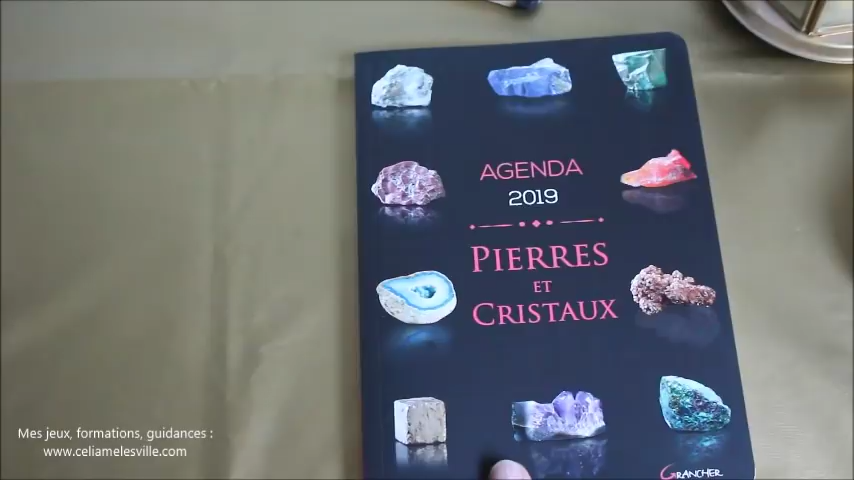 AGENDA
2019
PIERRES
ET
CRISTAUX
GRANCHER
Mes jeux, formations, guidances :
www.celiamelesville.com